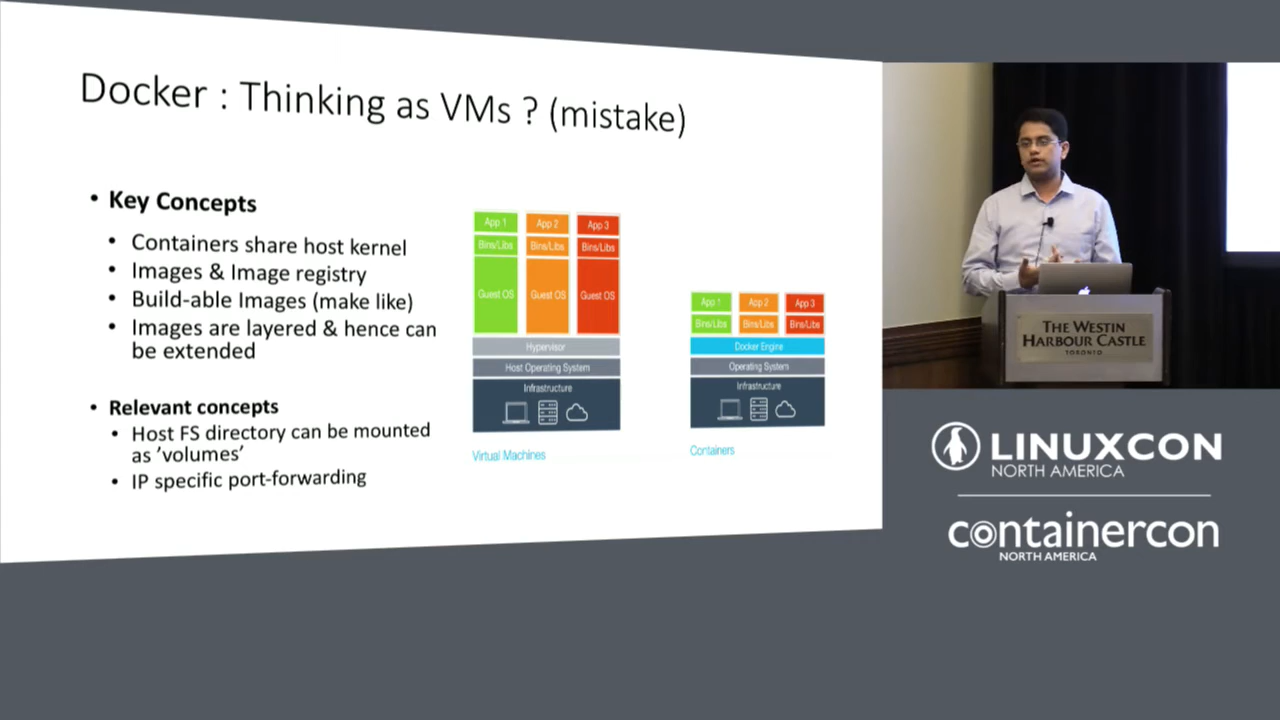 Docker : Thinking as VMs ? (mistake)
• Key Concepts
• Containers share host kernel
• Images & Image registry
• Build-able Images (make like)
• Images are layered & hence can
be extended
• Relevant concepts
• Host FS directory can be mounted
as ’volumes’
• IP specific port-forwarding
App 1 App 2 App 3
Bins/Libs Bins/Libs Bins/Libs
Guest OS Guest OS Guest OS
Hypervisor
Host Operating System
Infrastructure
Virtual Machines
App 1 App 2 App 3
Bins/Libs Bins/Libs Bins/Libs
Docker Engine
Operating System
Infrastructure
Containers
THE WESTIN
HARBOUR CASTLE
TORONTO
LINUXCON
NORTH AMERICA
containercon
NORTH AMERICA